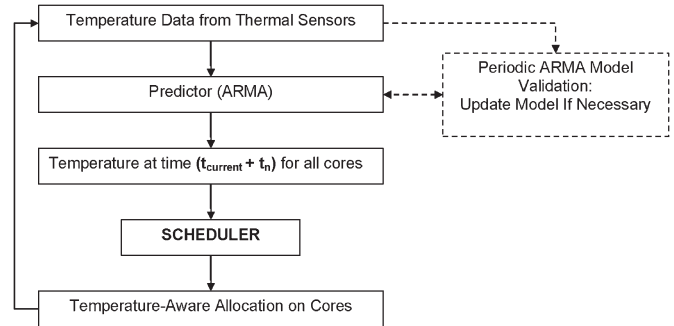 Temperature Data from Thermal Sensors
Periodic ARMA Model
Validation:
Update Model If Necessary
Predictor (ARMA)
Temperature at time (tcurrent + tn) for all cores
SCHEDULER
Temperature-Aware Allocation on Cores